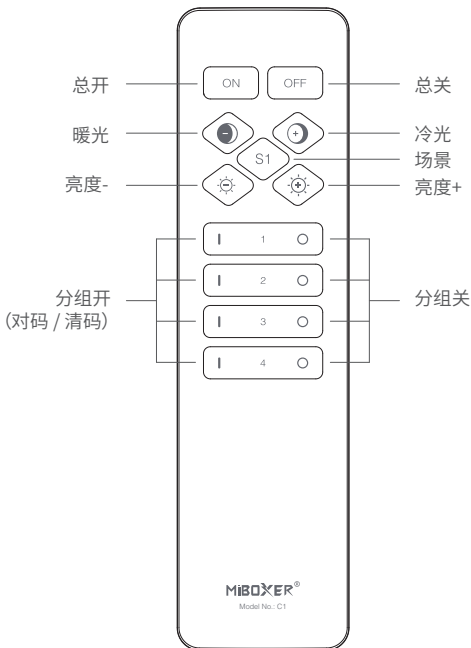 总开
ON
OFF
总关
暖光
冷光
S1
场景
亮度-
亮度+
1
2
分组开
(对码 / 清码)
分组关
3
4
MiBOXER®
Model No.: C1